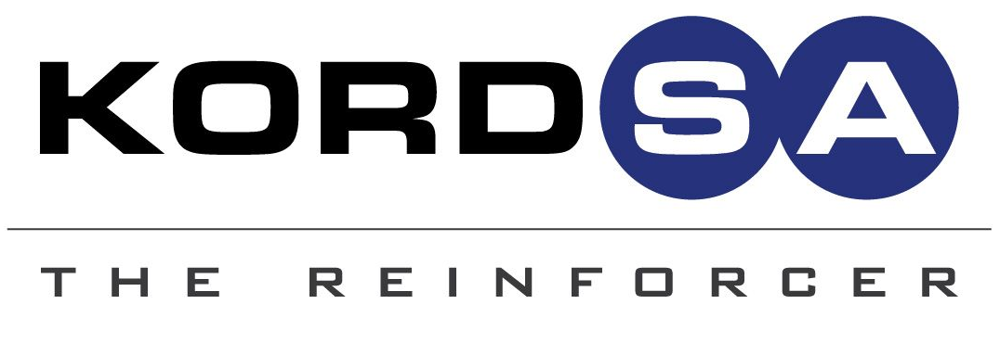 KORDSA
THE REINFORCER